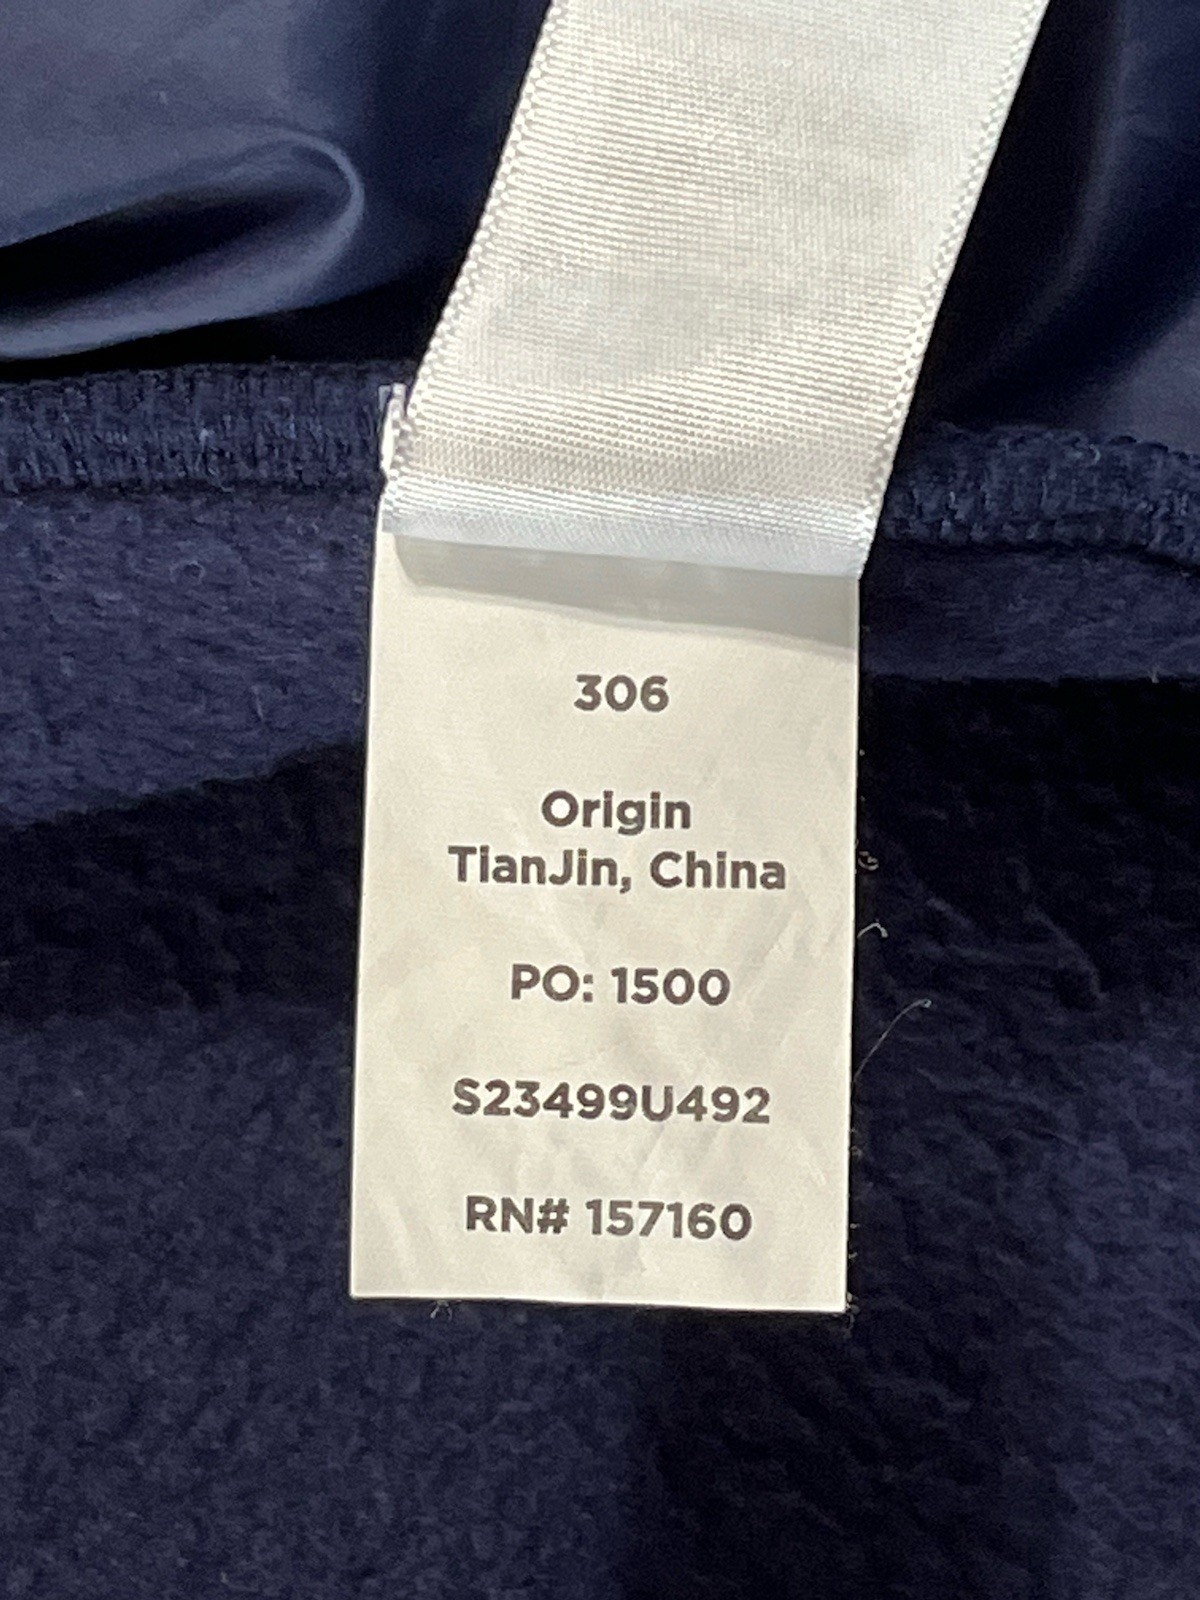 306
Origin
TianJin, China
PO: 1500
S23499U492
RN# 157160